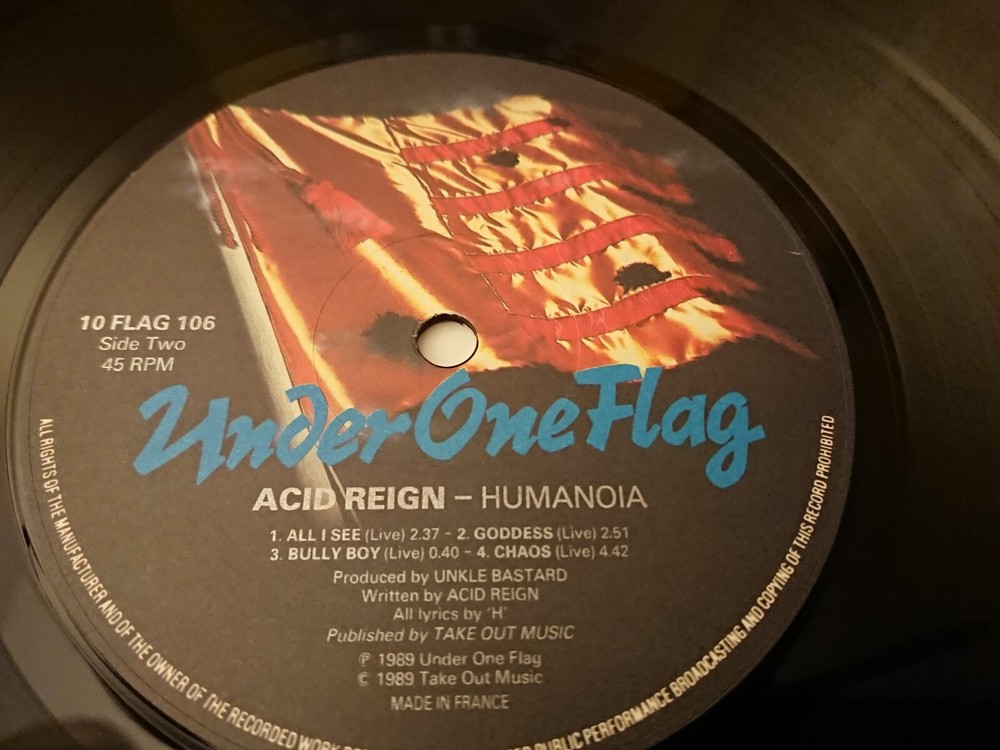 10 FLAG 106
Side Two
45 RPM
Under One Flag
ACID REIGN – HUMANOIA
1. ALL I SEE (Live) 2.37 - 2. GODDESS (Live) 2.51
3. BULLY BOY (Live) 0.40 - 4. CHAOS (Live) 4.42
Produced by UNKLE BASTARD
Written by ACID REIGN
All lyrics by 'H'
Published by TAKE OUT MUSIC
℗ 1989 Under One Flag
© 1989 Take Out Music
MADE IN FRANCE
ALL RIGHTS OF THE MANUFACTURER AND OF THE OWNER OF THE RECORDED WORK
PUBLIC PERFORMANCE BROADCASTING AND COPYING OF THIS RECORD PROHIBITED